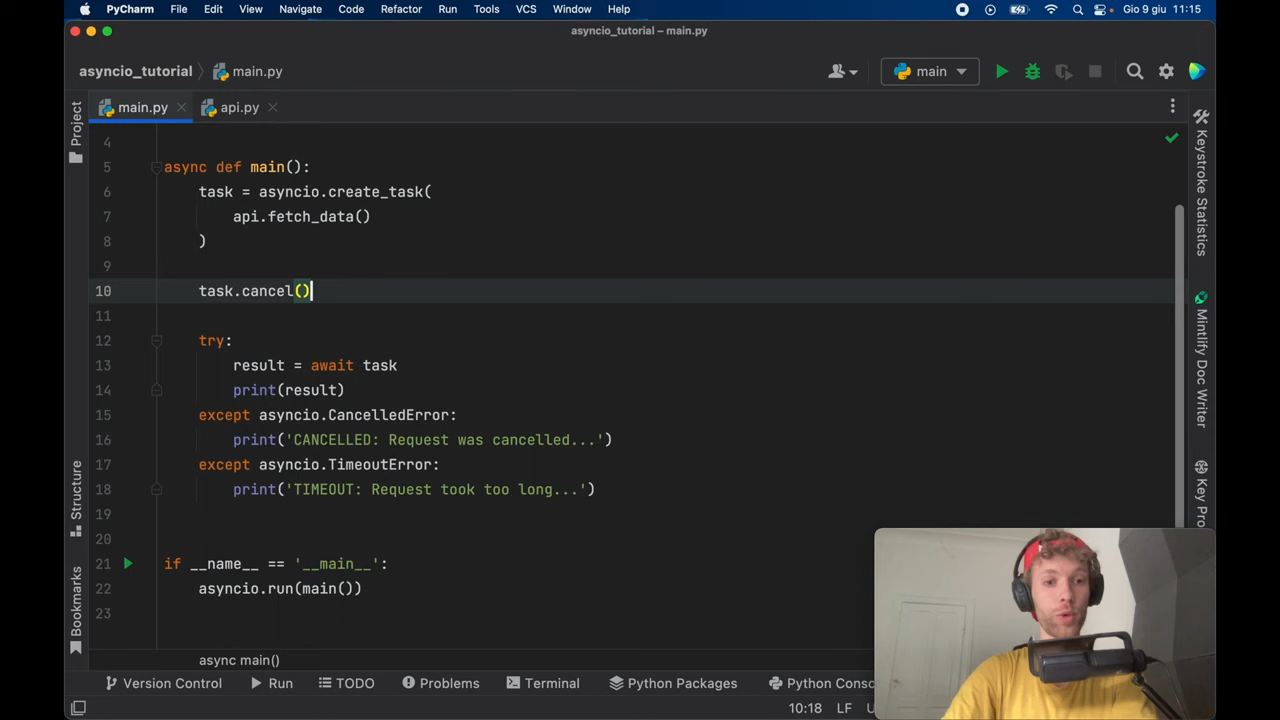 PyCharm File Edit View Navigate Code Refactor Run Tools VCS Window Help Gio 9 giu 11:15
asyncio_tutorial – main.py
asyncio_tutorial main.py main
main.py api.py
Project
Structure
Bookmarks
4
5 async def main():
6 task = asyncio.create_task(
7 api.fetch_data()
8 )
9
10 task.cancel()
11
12 try:
13 result = await task
14 print(result)
15 except asyncio.CancelledError:
16 print('CANCELLED: Request was cancelled...')
17 except asyncio.TimeoutError:
18 print('TIMEOUT: Request took too long...')
19
20
21 if __name__ == '__main__':
22 asyncio.run(main())
23
async main()
Keystroke Statistics
Mintlify Doc Writer
Key Pro
Version Control Run TODO Problems Terminal Python Packages Python Conso
10:18 LF U